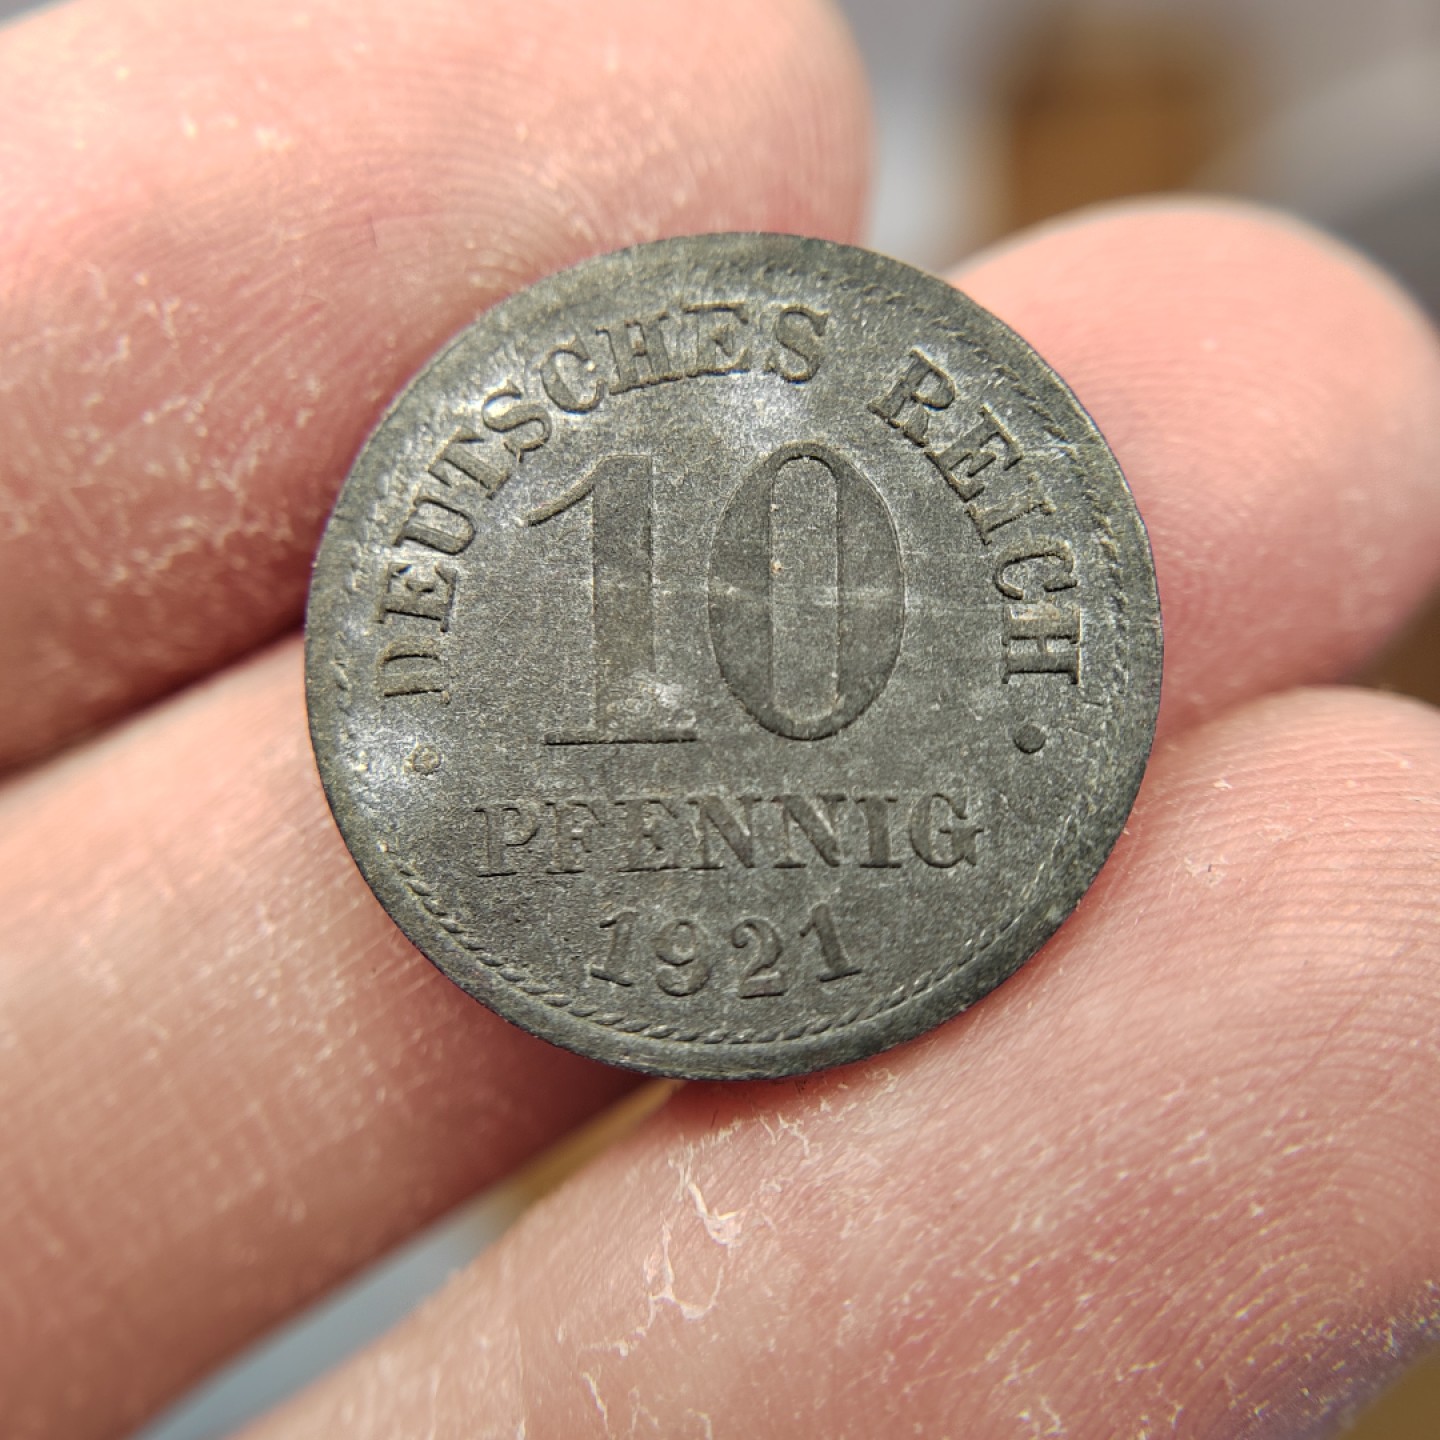 DEUTSCHES REICH
10
PFENNIG
1921